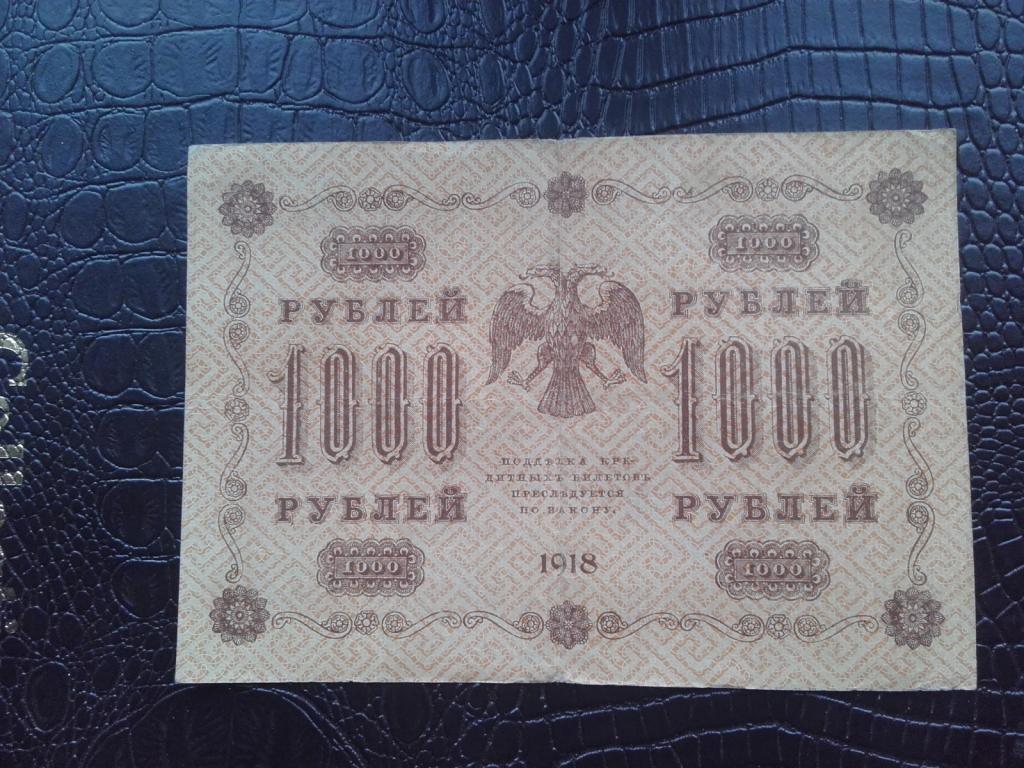 1000 1000
РУБЛЕЙ РУБЛЕЙ
1000 1000
ПОДДѢЛКА КРЕ-
ДИТНЫХЪ БИЛЕТОВЪ
ПРЕСЛѢДУЕТСЯ
ПО ЗАКОНУ.
РУБЛЕЙ РУБЛЕЙ
1918
1000 1000